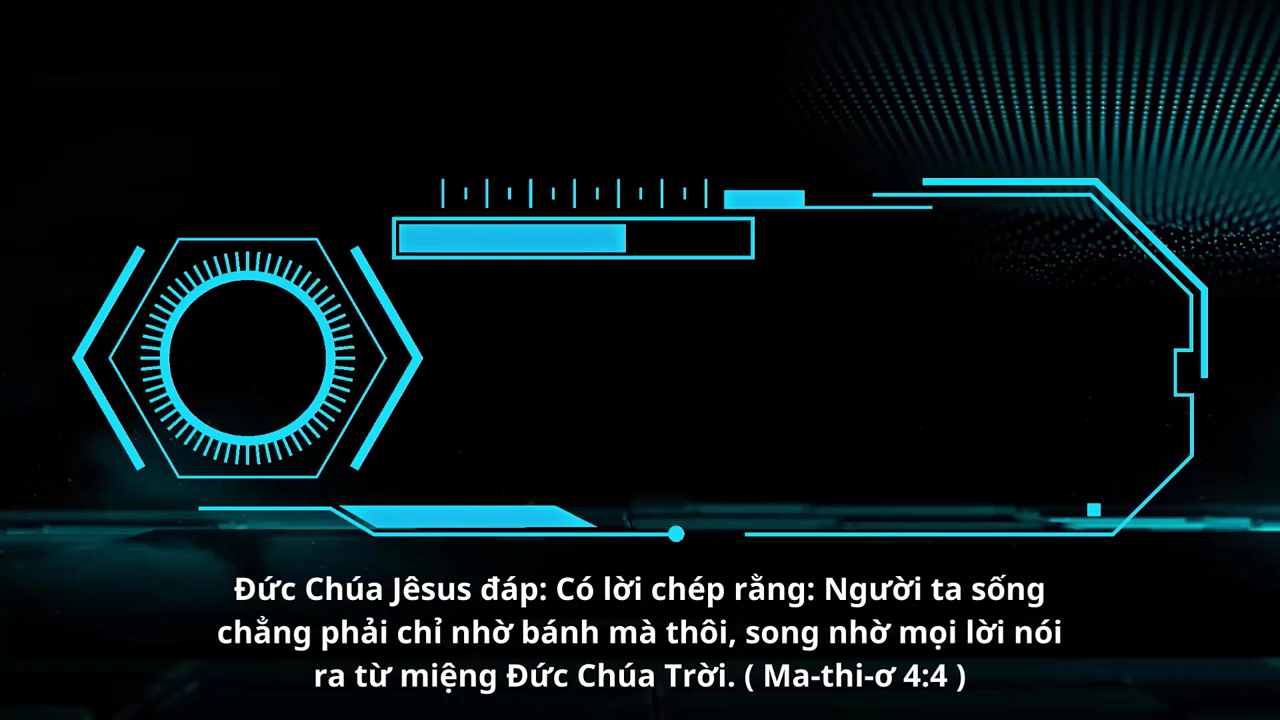 Đức Chúa Jêsus đáp: Có lời chép rằng: Người ta sống
chẳng phải chỉ nhờ bánh mà thôi, song nhờ mọi lời nói
ra từ miệng Đức Chúa Trời. ( Ma-thi-ơ 4:4 )